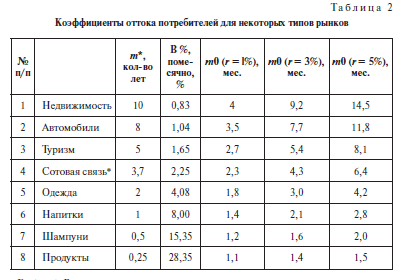 Таблица 2
Коэффициенты оттока потребителей для некоторых типов рынков
№ п/п m*, кол-во лет В %, поме-сячно, % m0 (r = 1%), мес. m0 (r = 3%), мес. m0 (r = 5%), мес.
1 Недвижимость 10 0,83 4 9,2 14,5
2 Автомобили 8 1,04 3,5 7,7 11,8
3 Туризм 5 1,65 2,7 5,4 8,1
4 Сотовая связь* 3,7 2,25 2,3 4,3 6,4
5 Одежда 2 4,08 1,8 3,0 4,2
6 Напитки 1 8,00 1,4 2,1 2,8
7 Шампуни 0,5 15,35 1,2 1,6 2,0
8 Продукты 0,25 28,35 1,1 1,4 1,5